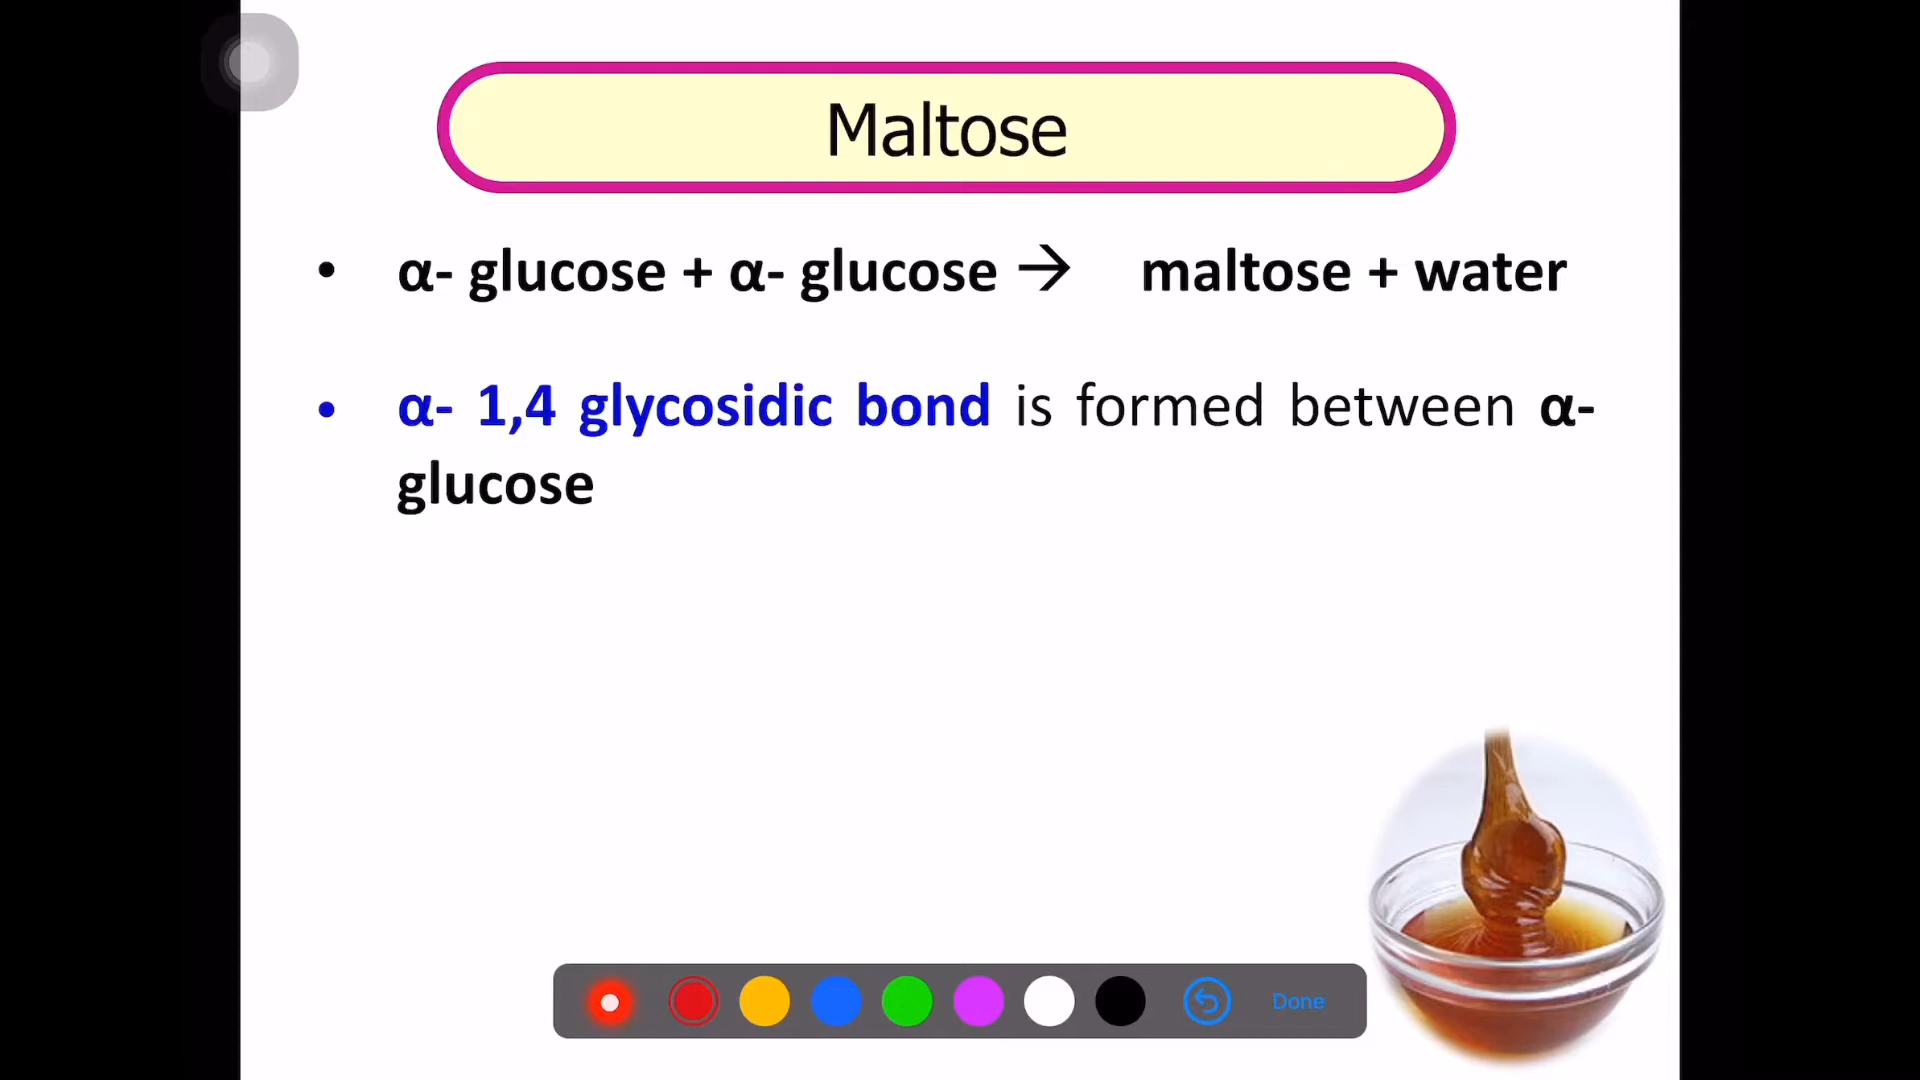 Maltose
• α- glucose + α- glucose → maltose + water
• α- 1,4 glycosidic bond is formed between α-
glucose
Done